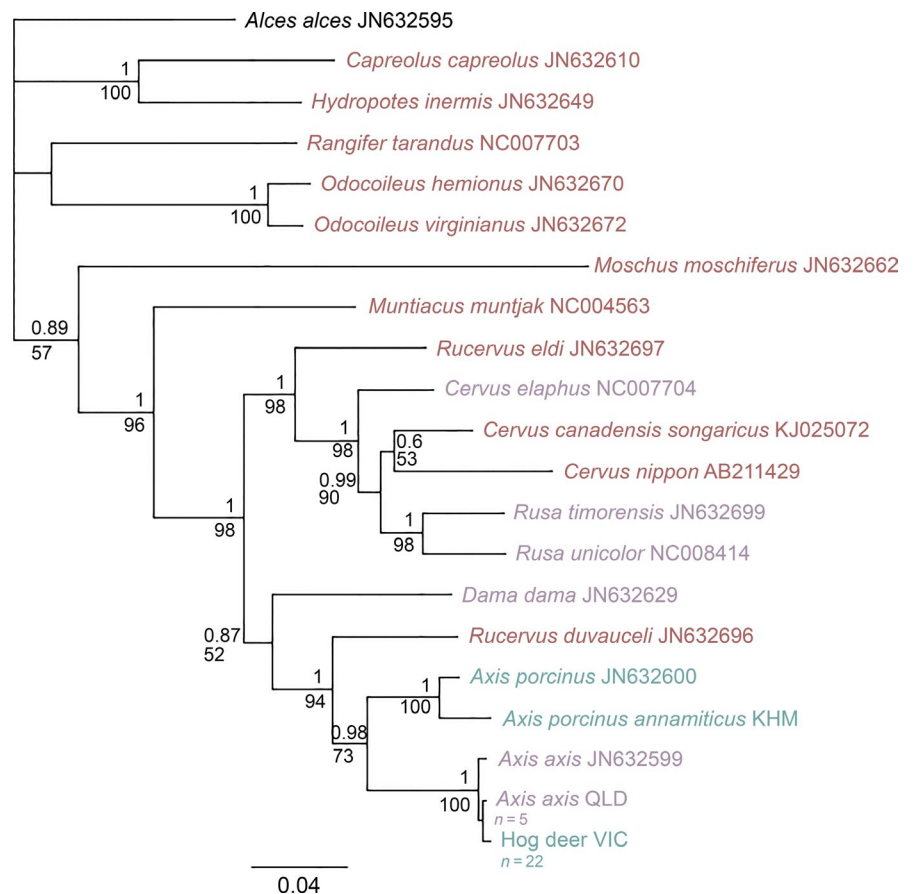 Alces alces JN632595
Capreolus capreolus JN632610
1
100
Hydropotes inermis JN632649
Rangifer tarandus NC007703
Odocoileus hemionus JN632670
1
100
Odocoileus virginianus JN632672
Moschus moschiferus JN632662
Muntiacus muntjak NC004563
0.89
57
Rucervus eldi JN632697
1
98
Cervus elaphus NC007704
1
96
Cervus canadensis songaricus KJ025072
1
98
0.6
53
Cervus nippon AB211429
0.99
90
Rusa timorensis JN632699
1
98
1
98
Rusa unicolor NC008414
Dama dama JN632629
0.87
52
Rucervus duvauceli JN632696
Axis porcinus JN632600
1
94
1
100
Axis porcinus annamiticus KHM
0.98
73
Axis axis JN632599
1
100
Axis axis QLD
n = 5
Hog deer VIC
n = 22
0.04